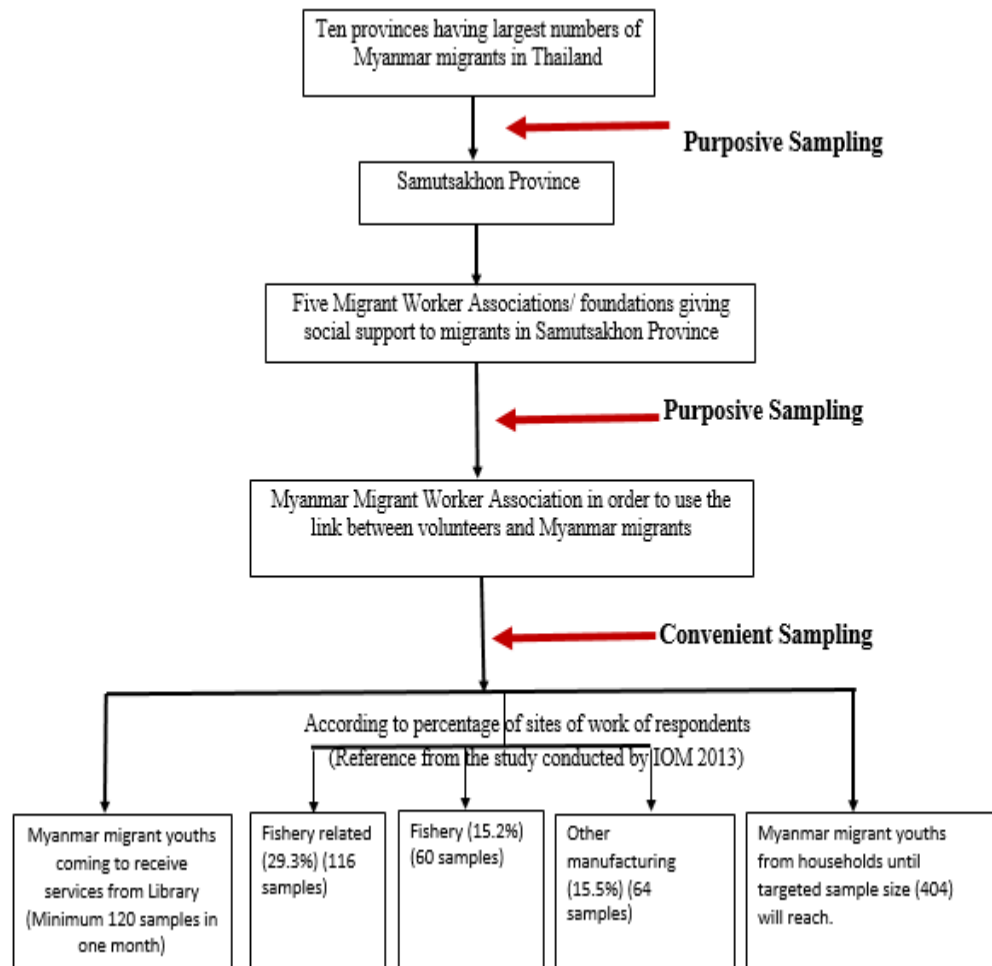 Ten provinces having largest numbers of
Myanmar migrants in Thailand
Purposive Sampling
Samutsakhon Province
Five Migrant Worker Associations/ foundations giving
social support to migrants in Samutsakhon Province
Purposive Sampling
Myanmar Migrant Worker Association in order to use the
link between volunteers and Myanmar migrants
Convenient Sampling
According to percentage of sites of work of respondents
(Reference from the study conducted by IOM 2013)
Myanmar migrant youths
coming to receive
services from Library
(Minimum 120 samples in
one month)
Fishery related
(29.3%) (116
samples)
Fishery (15.2%)
(60 samples)
Other
manufacturing
(15.5%) (64
samples)
Myanmar migrant youths
from households until
targeted sample size (404)
will reach.